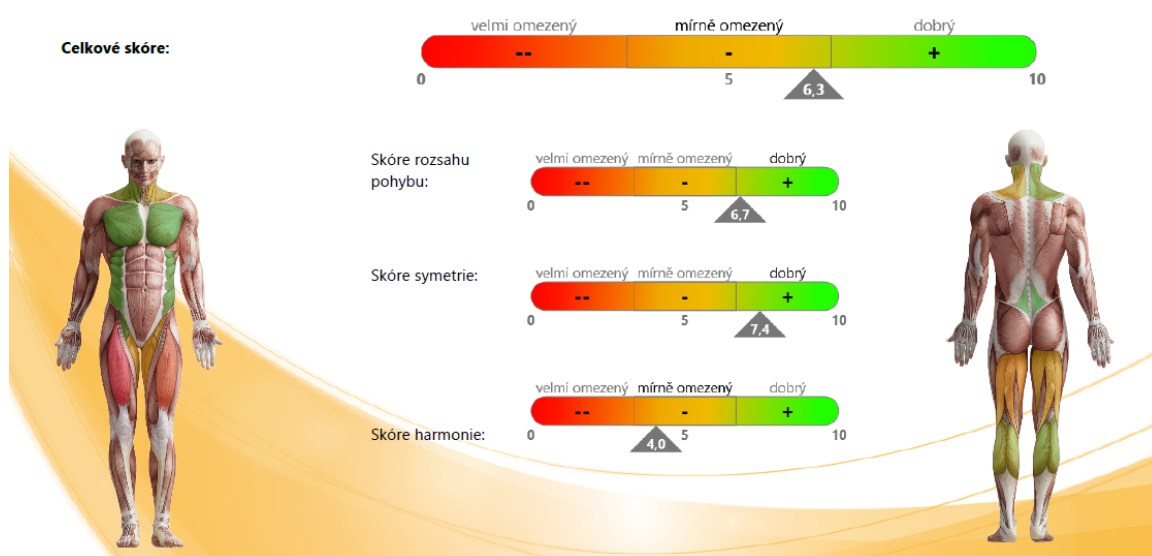 velmi omezený mírně omezený dobrý
Celkové skóre:
-- - +
0 5 10
6,3
Skóre rozsahu
pohybu:
velmi omezený mírně omezený dobrý
-- - +
0 5 10
6,7
Skóre symetrie:
velmi omezený mírně omezený dobrý
-- - +
0 5 10
7,4
velmi omezený mírně omezený dobrý
-- - +
Skóre harmonie:
0 5 10
4,0